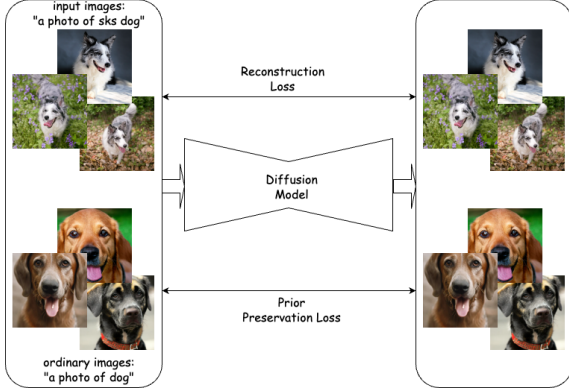 input images:
"a photo of sks dog"
Reconstruction
Loss
Diffusion
Model
Prior
Preservation Loss
ordinary images:
"a photo of dog"